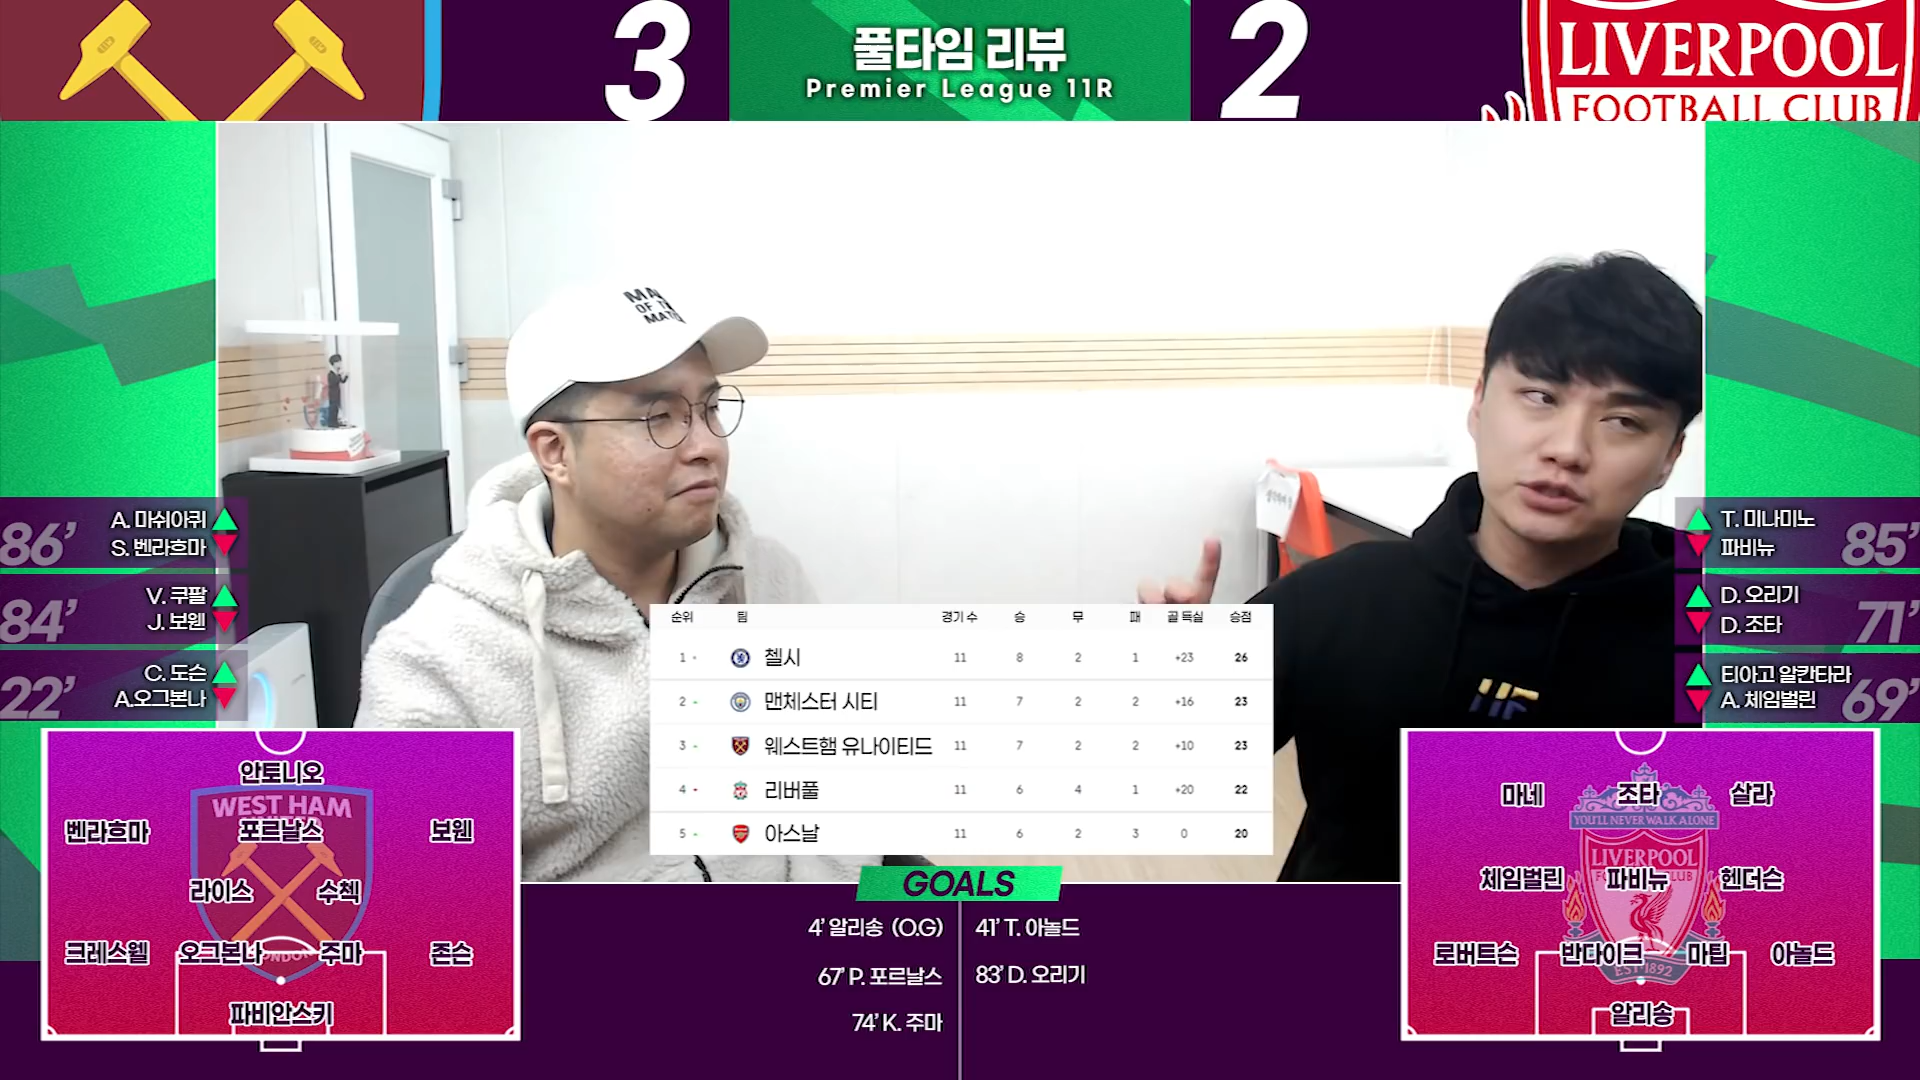 3
풀타임 리뷰
Premier League 11R
2
LIVERPOOL
FOOTBALL CLUB
OF T
86’
A. 마쉬아퀴
S. 벤라흐마
84’
V. 쿠팔
J. 보웬
22’
C. 도슨
A.오그본나
T. 미나미노
파비뉴
85’
D. 오리기
D. 조타
71’
티아고 알칸타라
A. 체임벌린
69’
순위 팀 경기 수 승 무 패 골 득실 승점
1 첼시 11 8 2 1 +23 26
2 맨체스터 시티 11 7 2 2 +16 23
3 웨스트햄 유나이티드 11 7 2 2 +10 23
4 리버풀 11 6 4 1 +20 22
5 아스날 11 6 2 3 0 20
안토니오
WEST HAM
벤라흐마 포르날스 보웬
라이스 수첵
크레스웰 오그본나 주마 존슨
파비안스키
GOALS
4’ 알리송 (O.G)
67’ P. 포르날스
74’ K. 주마
41’ T. 아놀드
83’ D. 오리기
마네 조타 살라
YOU'LL NEVER WALK ALONE
LIVERPOOL
체임벌린 파비뉴 헨더슨
로버트슨 반다이크 마팁 아놀드
EST·1892
알리송